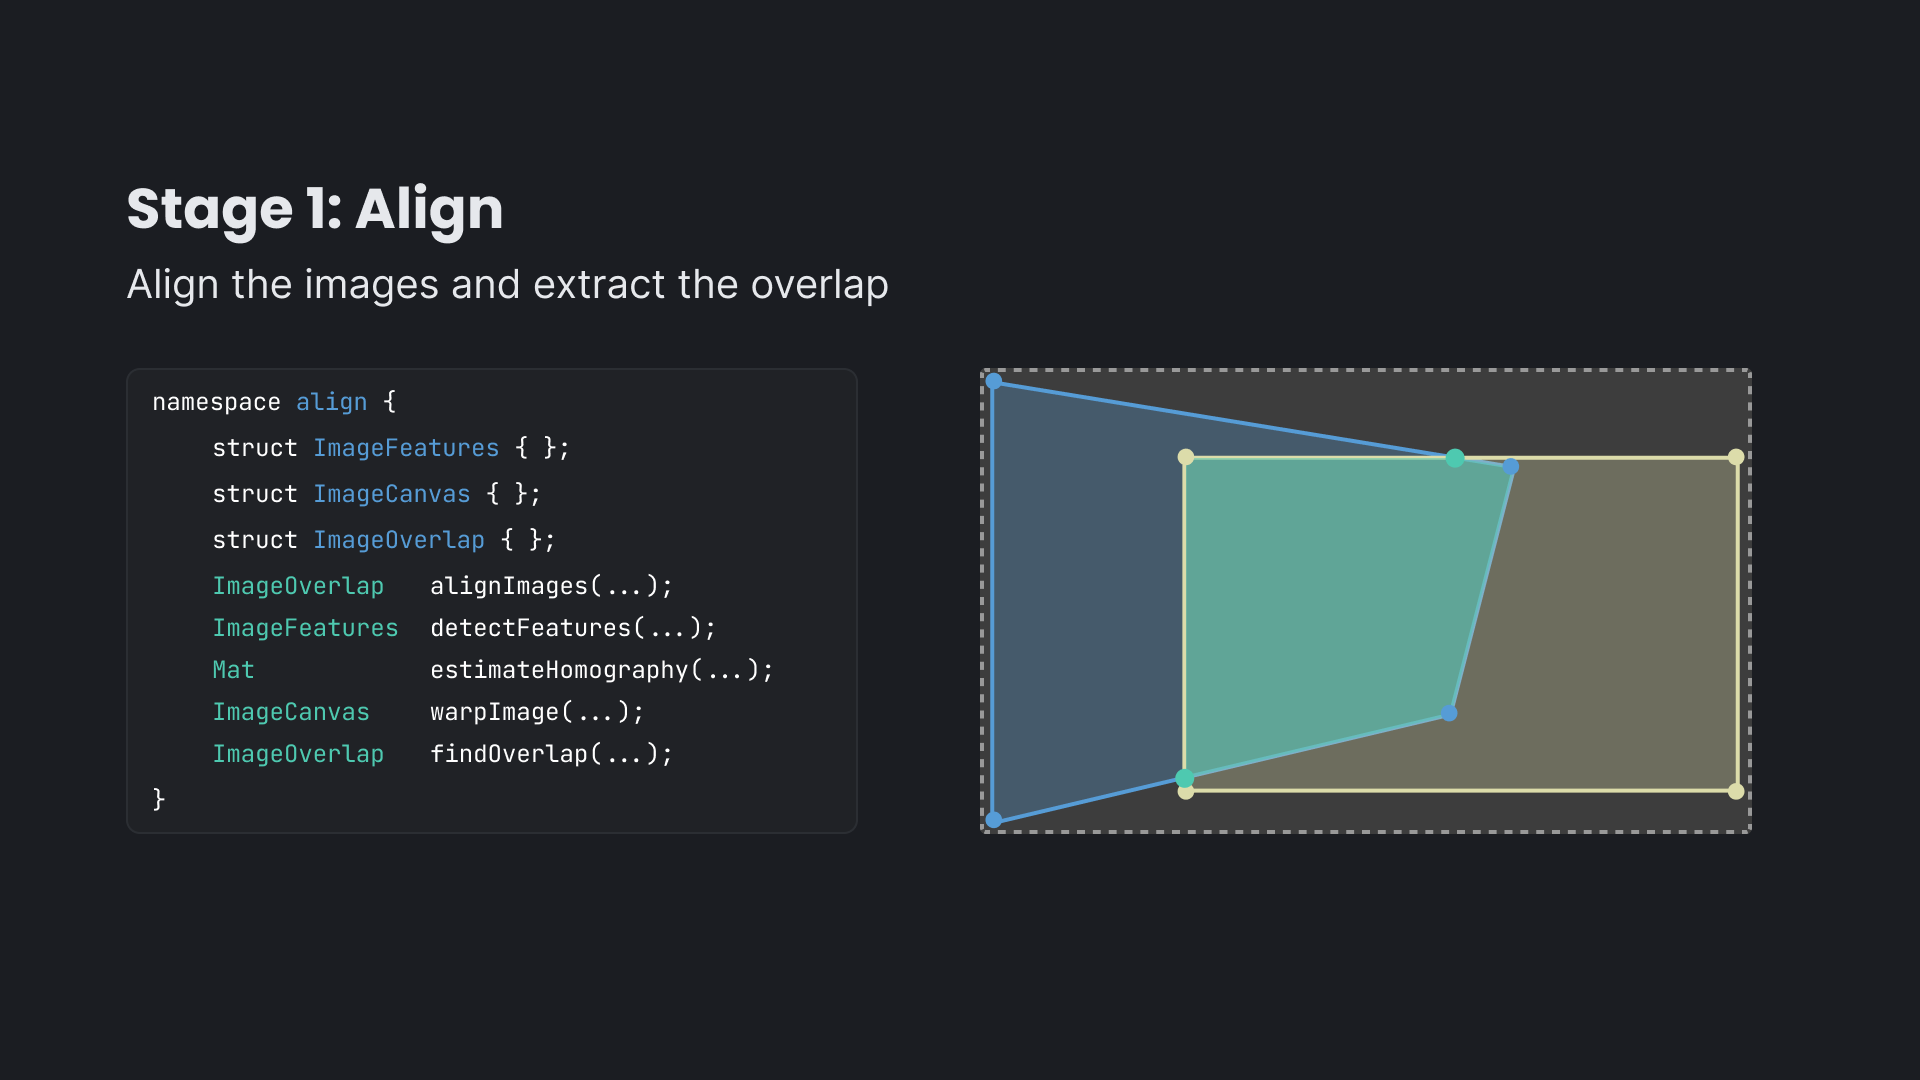 Stage 1: Align
Align the images and extract the overlap
namespace align {
struct ImageFeatures { };
struct ImageCanvas { };
struct ImageOverlap { };
ImageOverlap alignImages(...);
ImageFeatures detectFeatures(...);
Mat estimateHomography(...);
ImageCanvas warpImage(...);
ImageOverlap findOverlap(...);
}